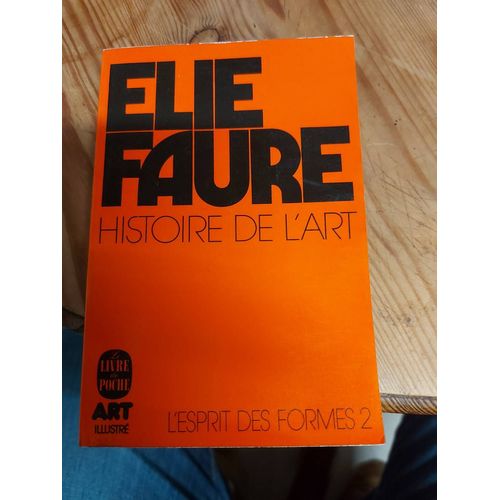 ELIE
FAURE
HISTOIRE DE L'ART
Le
LIVRE
de
POCHE
ART
ILLUSTRÉ
L'ESPRIT DES FORMES 2